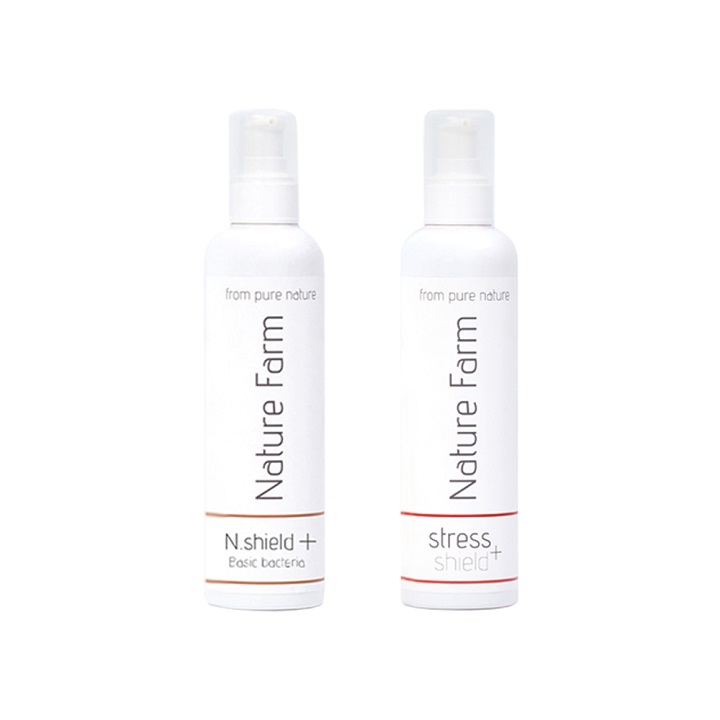 from pure nature
Nature Farm
N.shield +
Basic bacteria
from pure nature
Nature Farm
stress
shield+